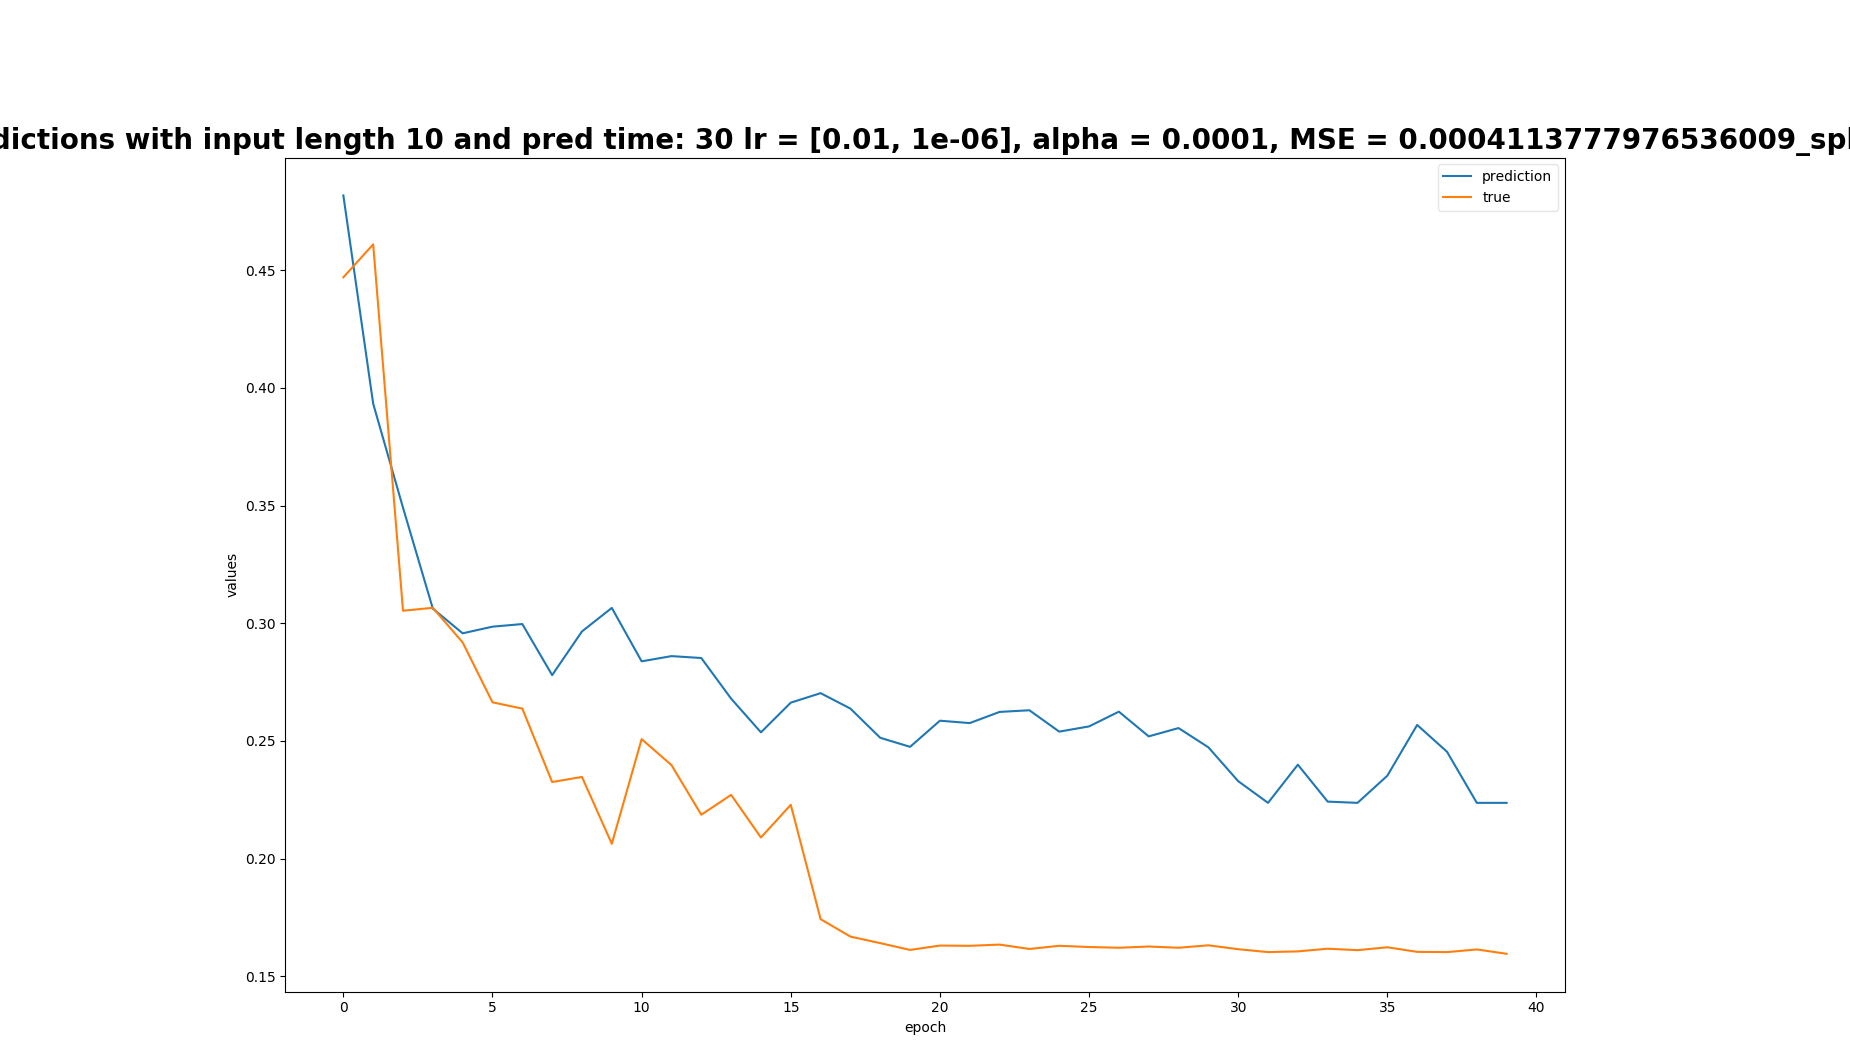 dictions with input length 10 and pred time: 30 lr = [0.01, 1e-06], alpha = 0.0001, MSE = 0.0004113777976536009_spl
prediction
true
0.45
0.40
0.35
0.30
0.25
0.20
0.15
values
0 5 10 15 20 25 30 35 40
epoch